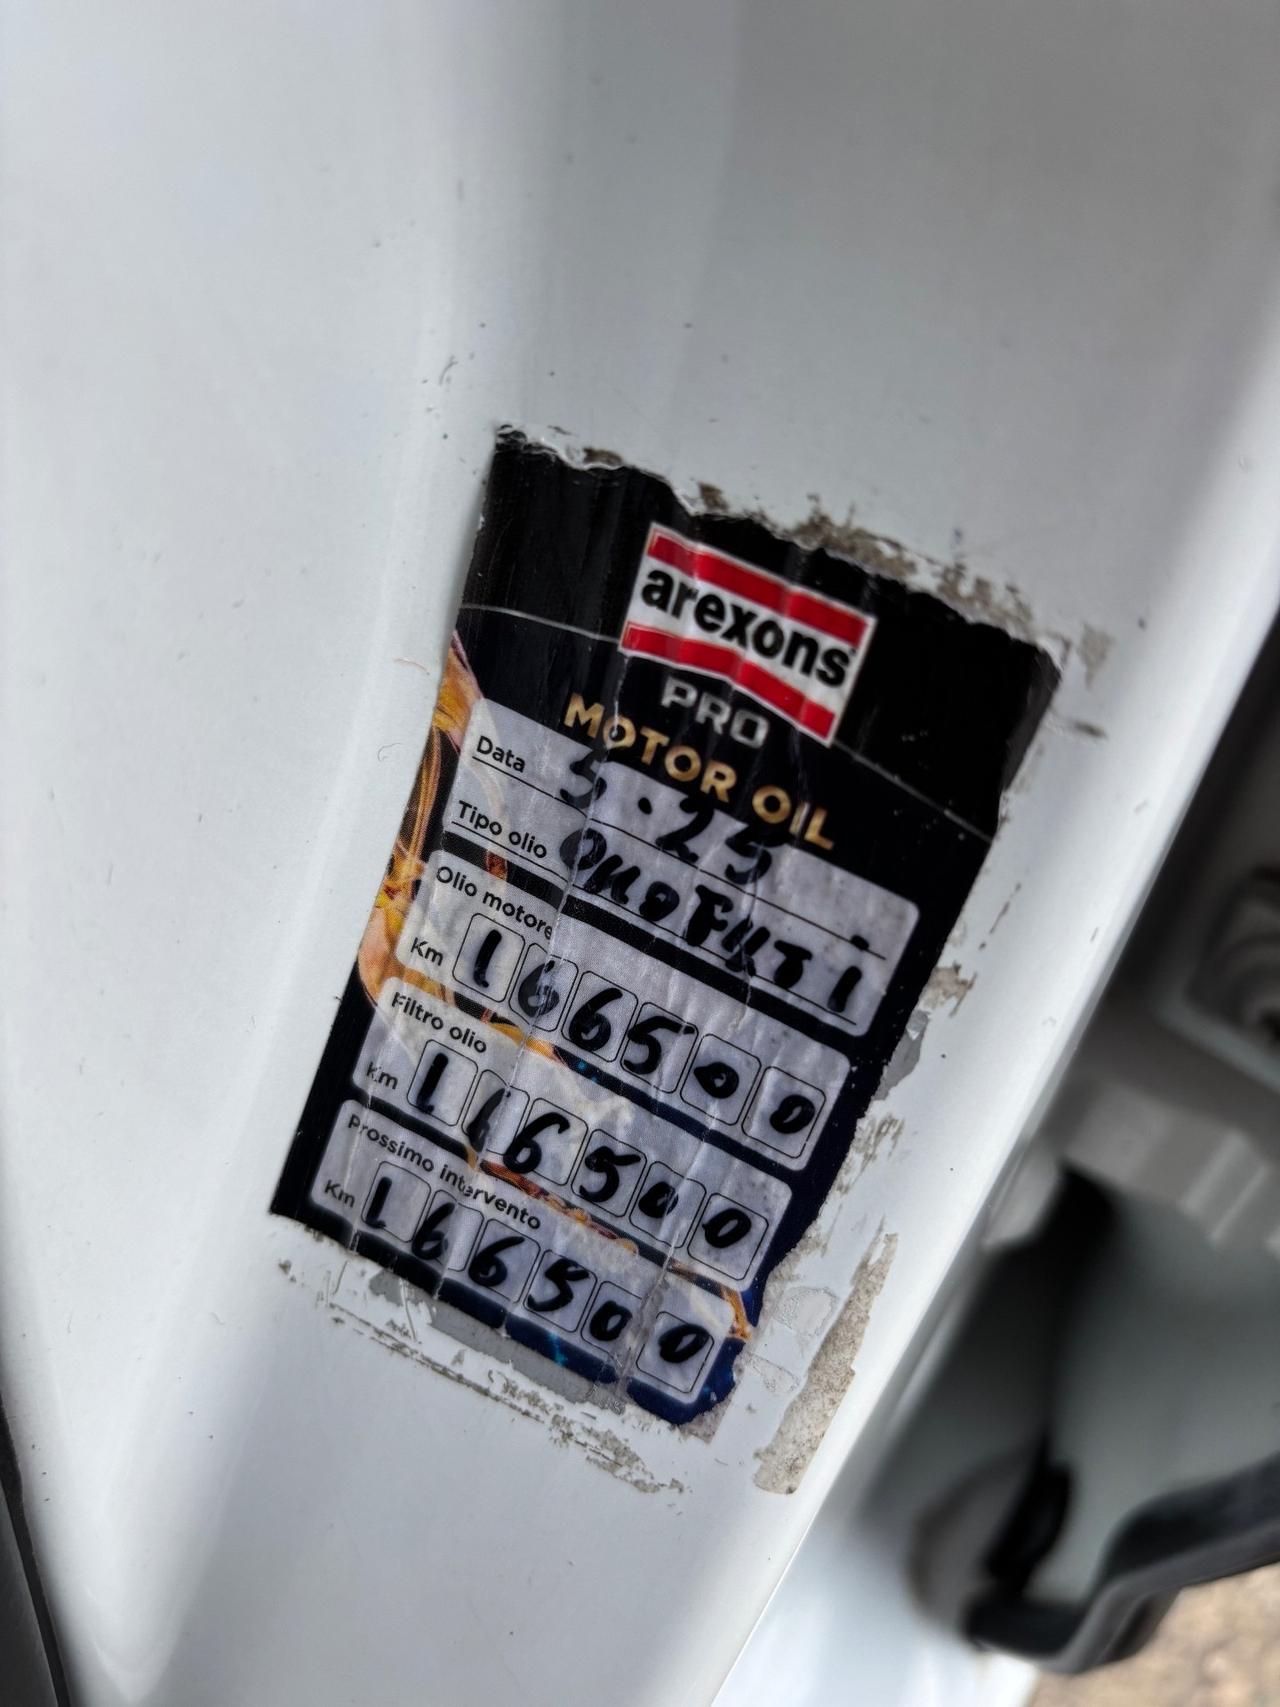 arexons
PRO
MOTOR OIL
Data 5.25
Tipo olio
Olio motore
Km 166500
Filtro olio
Km 166500
Prossimo intervento
Km 166500